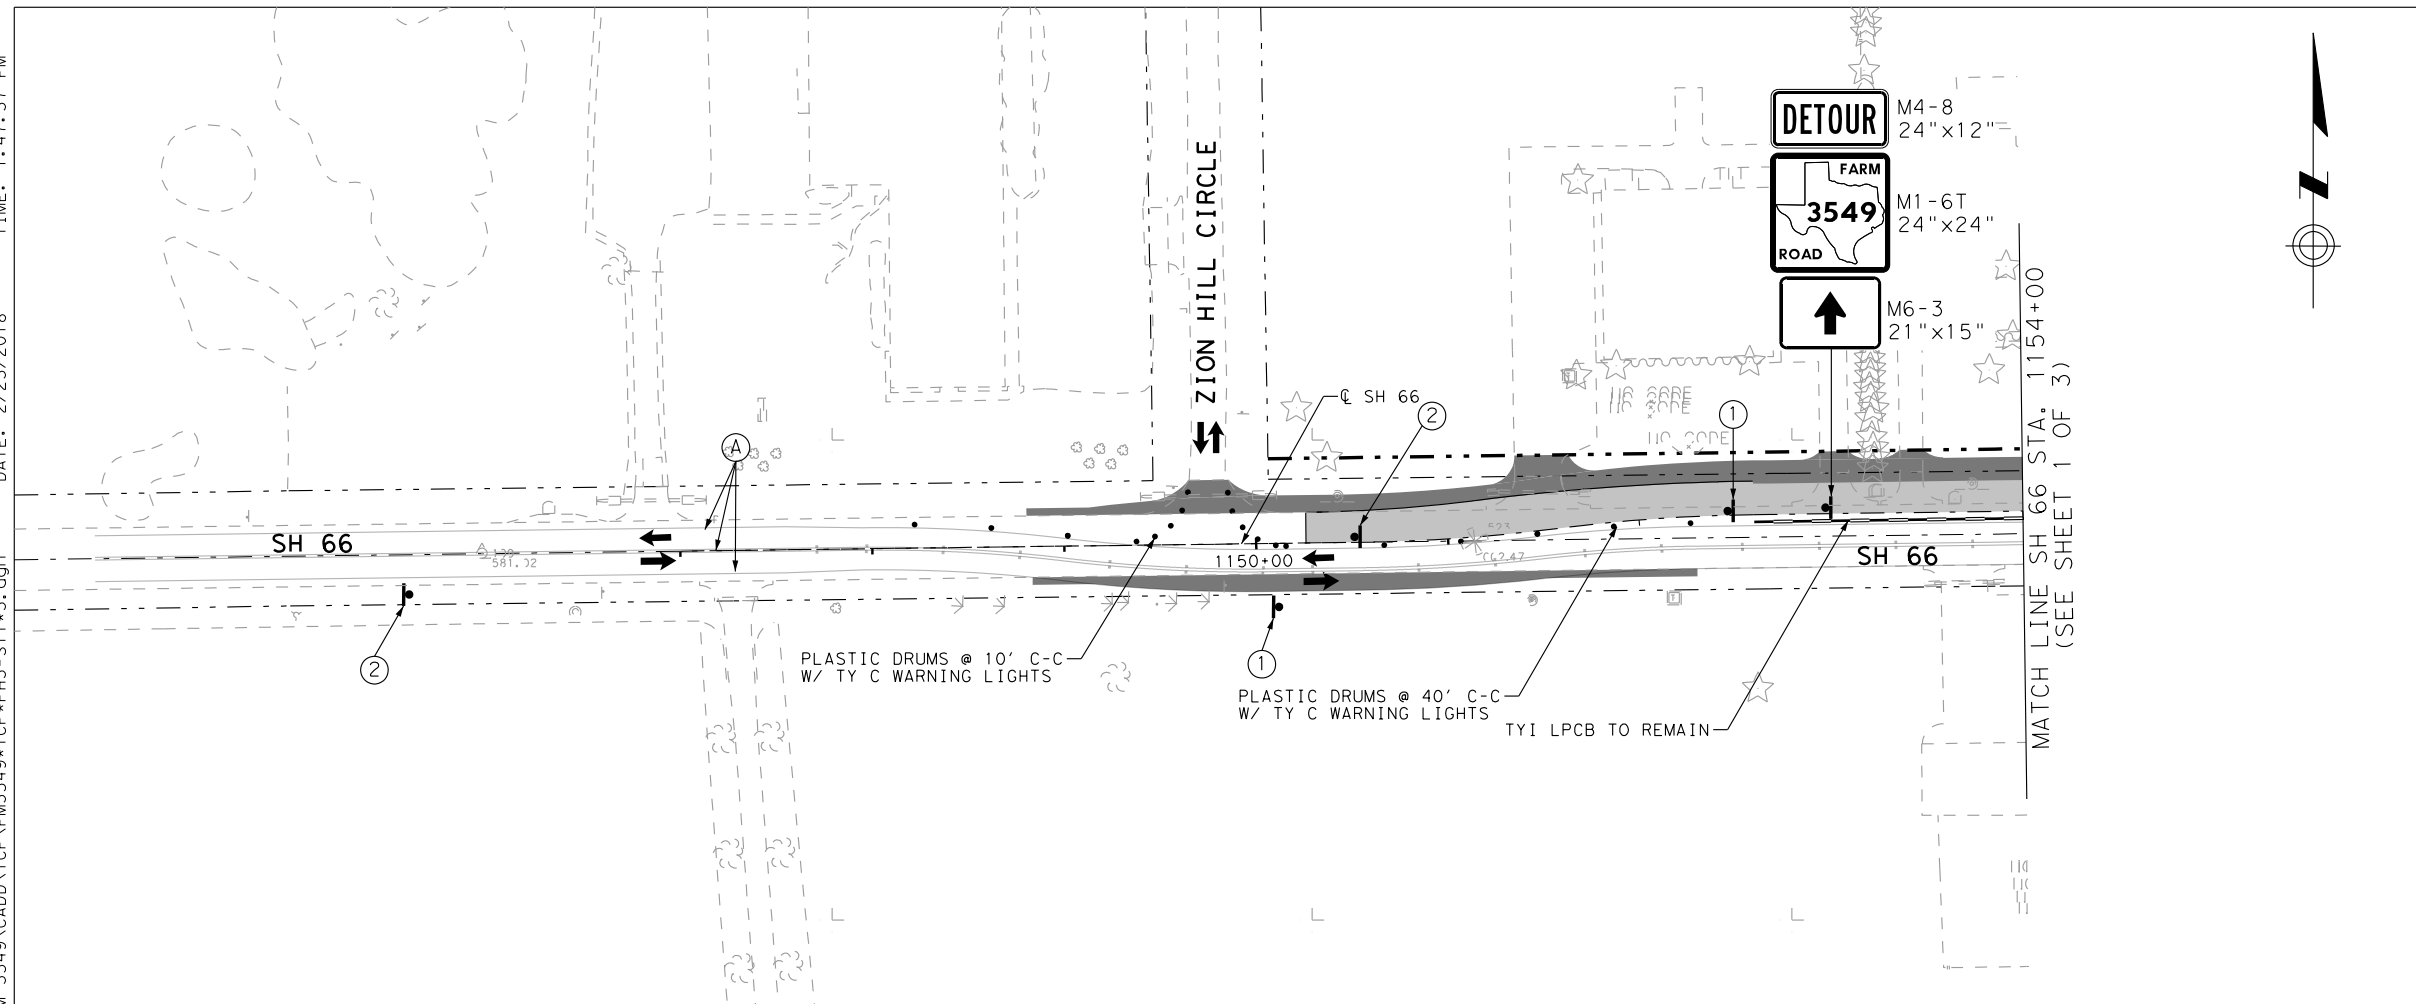 DETOUR
M4-8
24"x12"
FARM
3549
ROAD
M1-6T
24"x24"
M6-3
21"x15"
ZION HILL CIRCLE
℄ SH 66
2
1
A
SH 66
581.02
1150+00
SH 66
2
1
PLASTIC DRUMS @ 10' C-C
W/ TY C WARNING LIGHTS
PLASTIC DRUMS @ 40' C-C
W/ TY C WARNING LIGHTS
TYI LPCB TO REMAIN
MATCH LINE SH 66 STA. 1154+00
(SEE SHEET 1 OF 3)
N